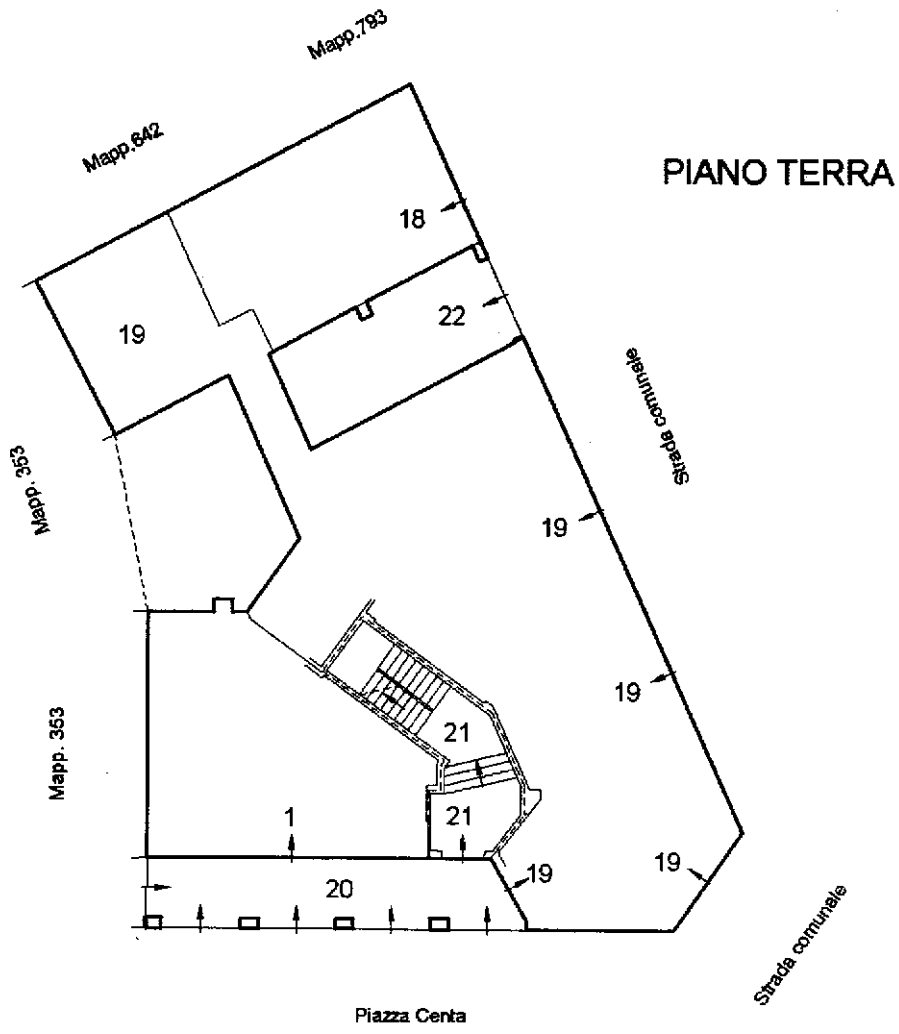 Mapp.793
Mapp.642
PIANO TERRA
18
22
19
Strada comunale
Mapp. 353
19
19
21
Mapp. 353
1
21
19
19
20
Strada comunale
Piazza Centa